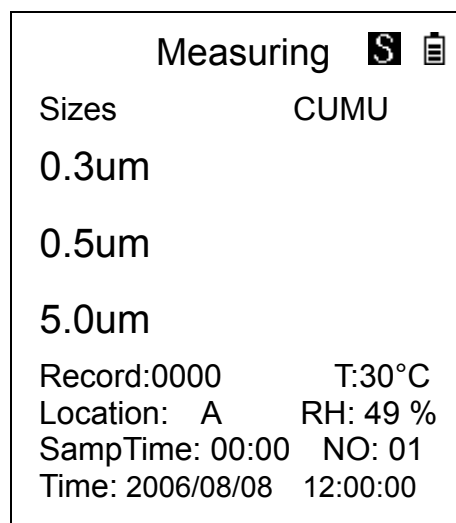 Measuring S
Sizes CUMU
0.3um
0.5um
5.0um
Record:0000 T:30°C
Location: A RH: 49 %
SampTime: 00:00 NO: 01
Time: 2006/08/08 12:00:00